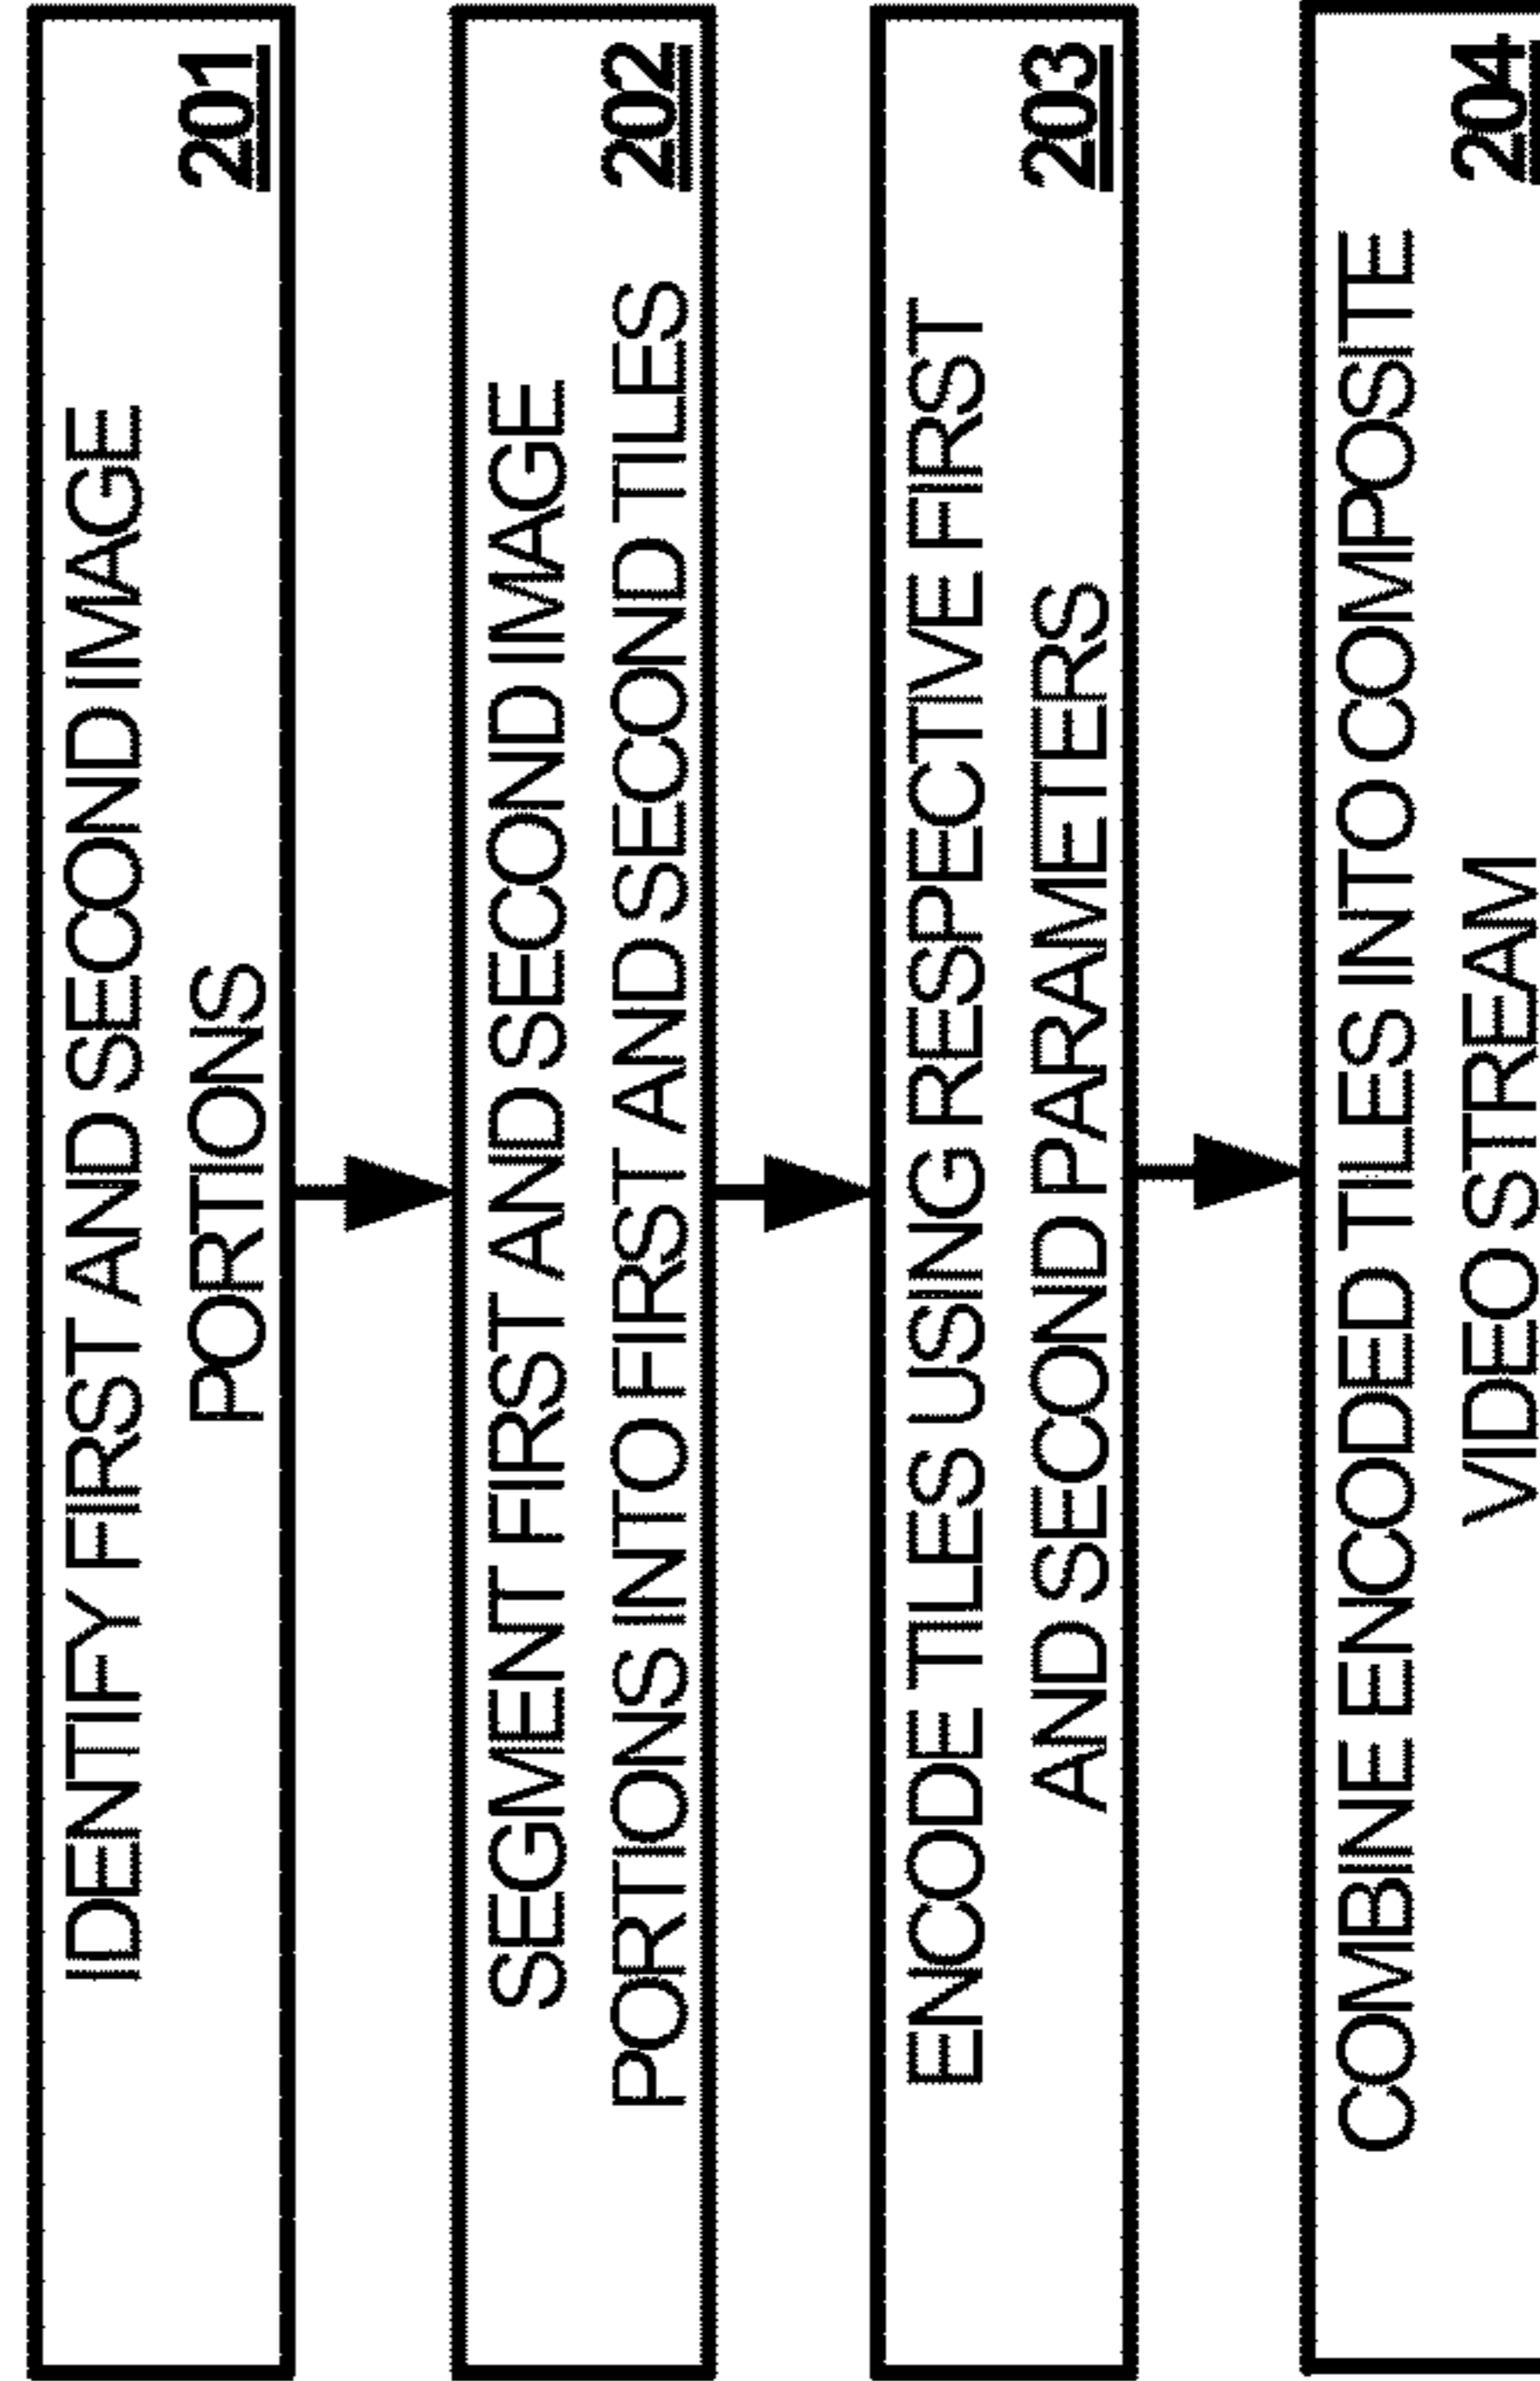 IDENTIFY FIRST AND SECOND IMAGE
PORTIONS
201
SEGMENT FIRST AND SECOND IMAGE
PORTIONS INTO FIRST AND SECOND TILES
202
ENCODE TILES USING RESPECTIVE FIRST
AND SECOND PARAMETERS
203
COMBINE ENCODED TILES INTO COMPOSITE
VIDEO STREAM
204